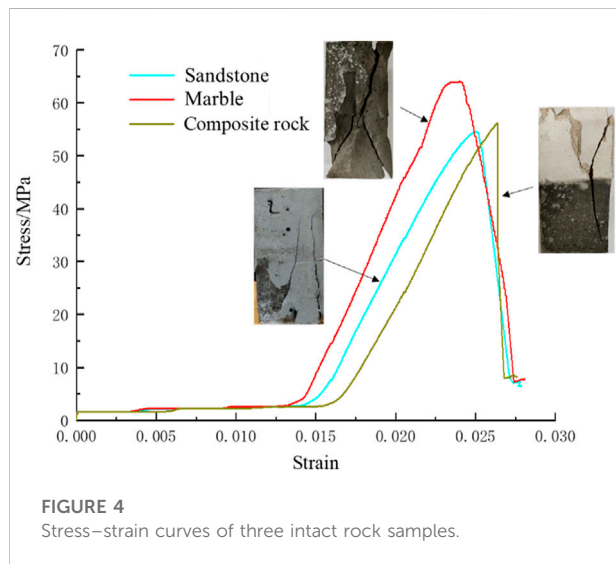 70
60
50
40
30
20
10
0
Stress/MPa
Sandstone
Marble
Composite rock
0.000
0.005
0.010
0.015
0.020
0.025
0.030
Strain
FIGURE 4
Stress–strain curves of three intact rock samples.